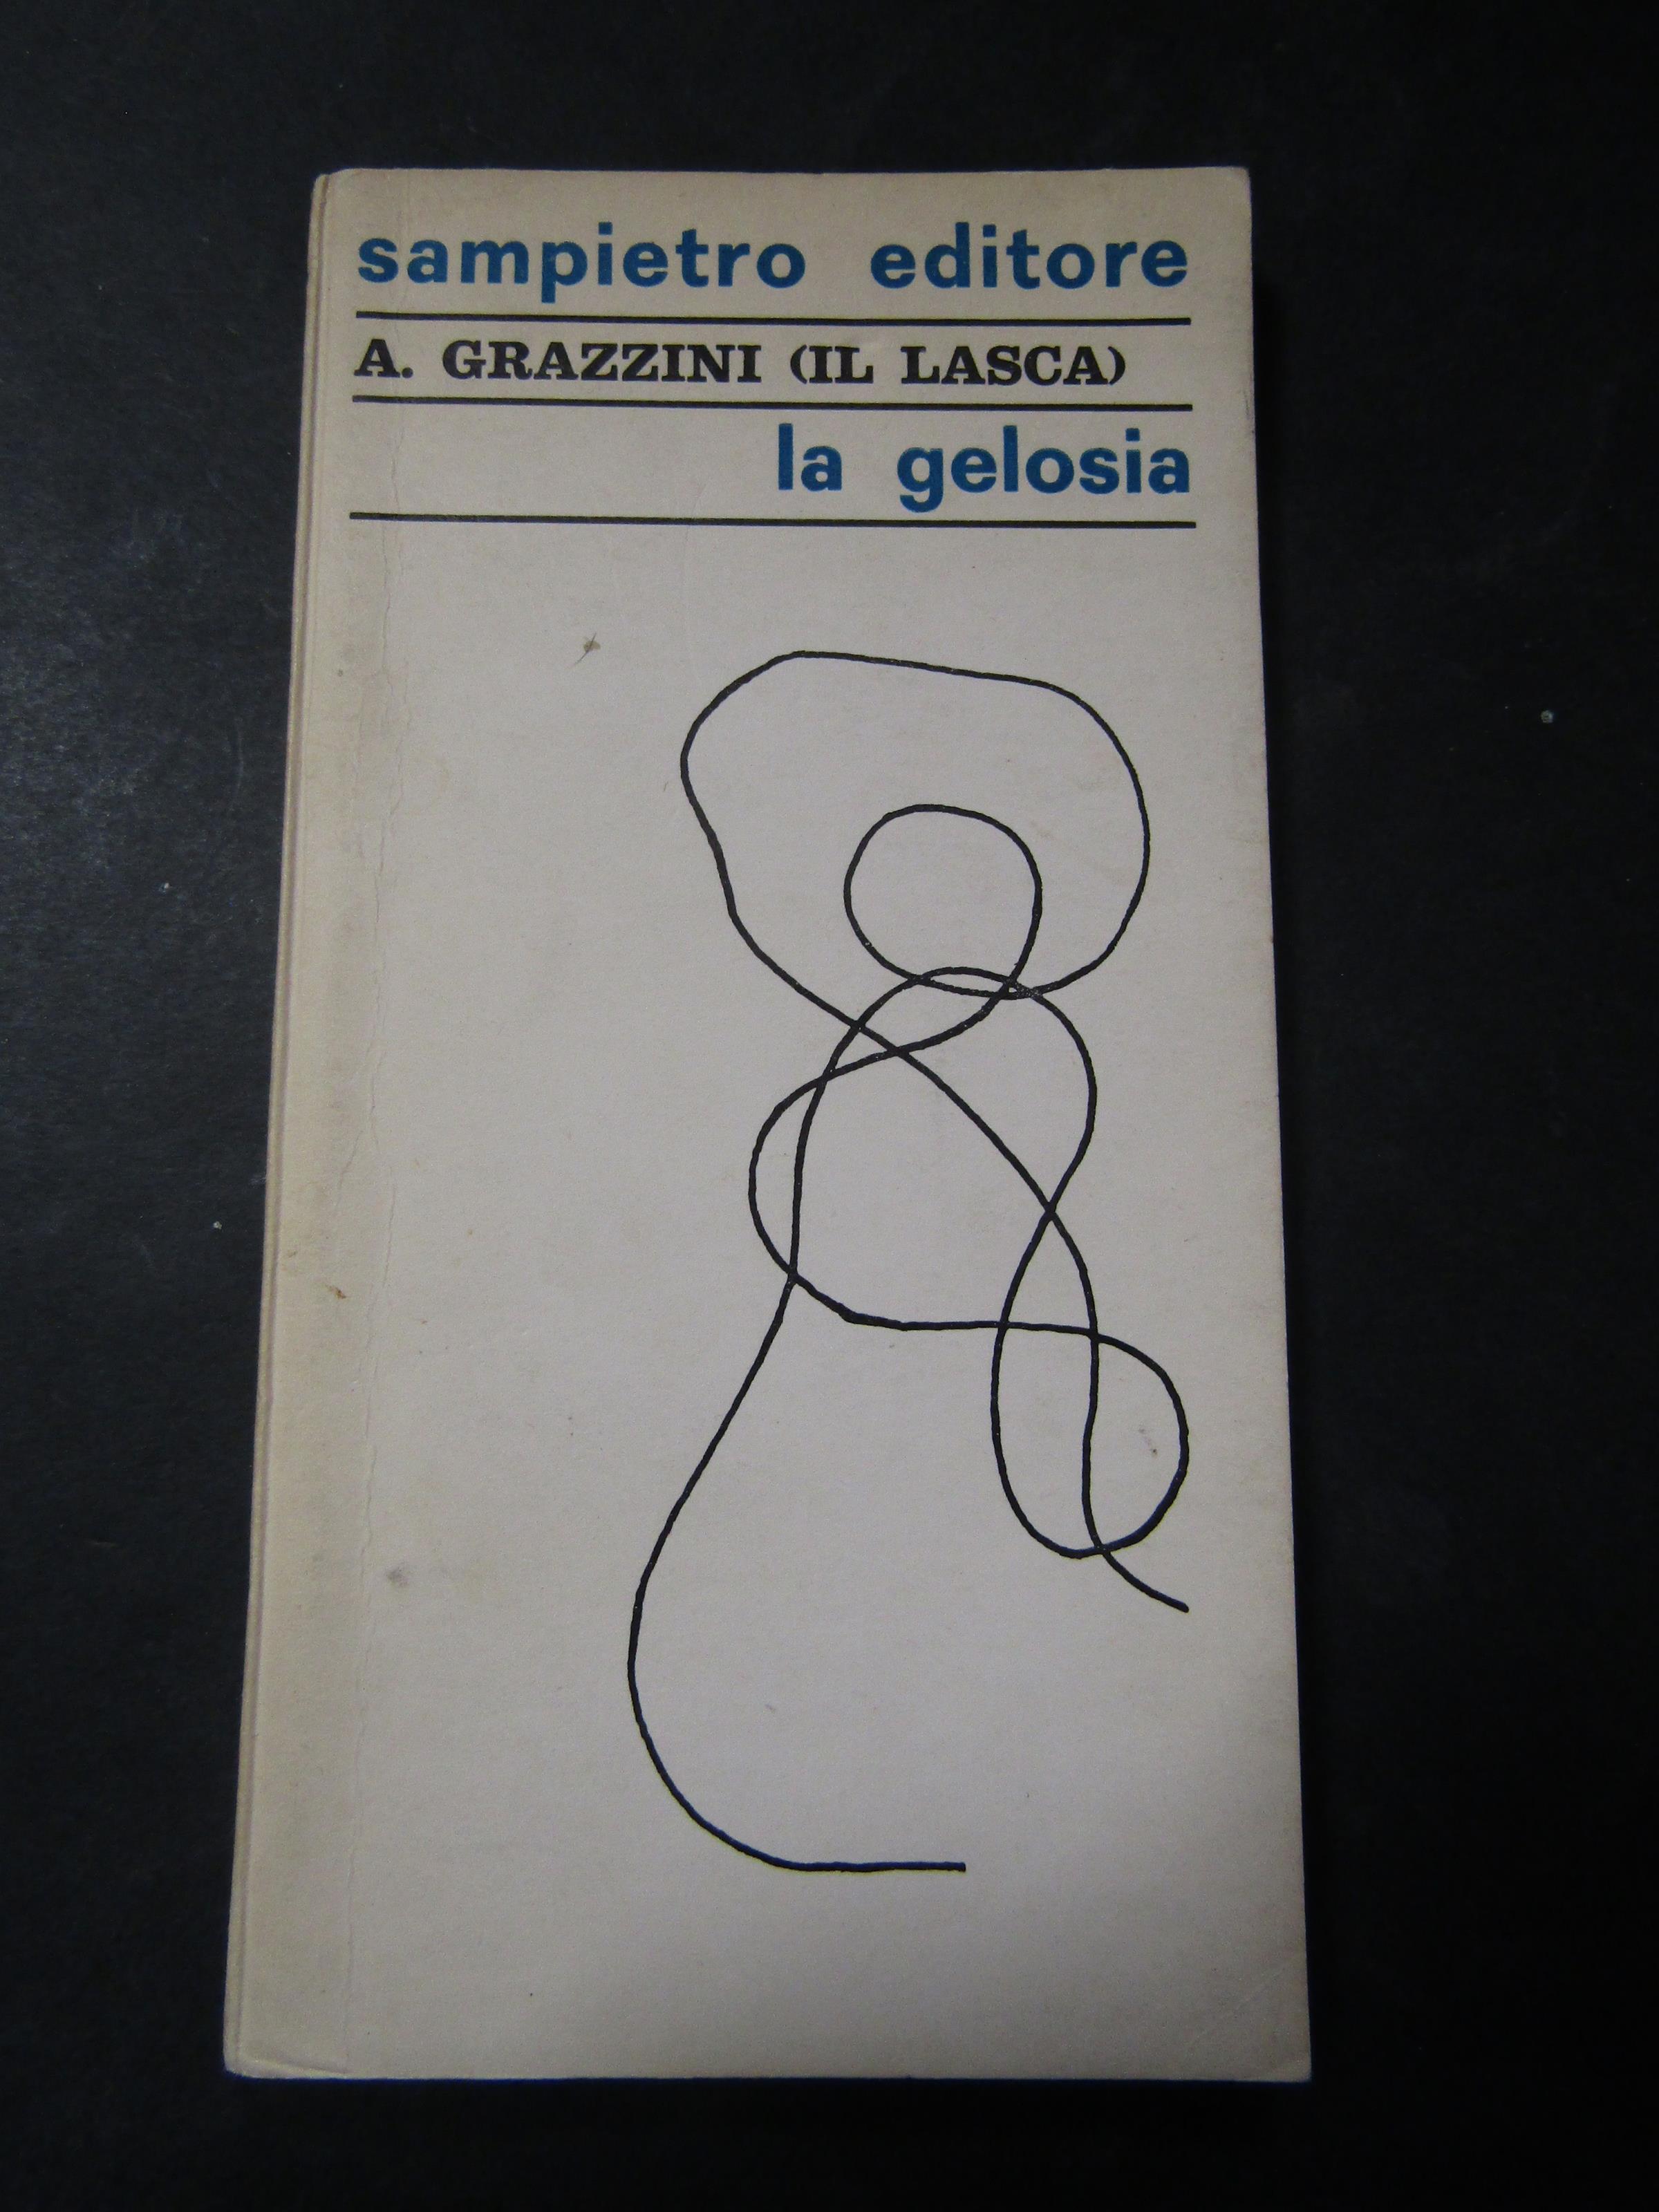 sampietro editore
A. GRAZZINI (IL LASCA)
la gelosia